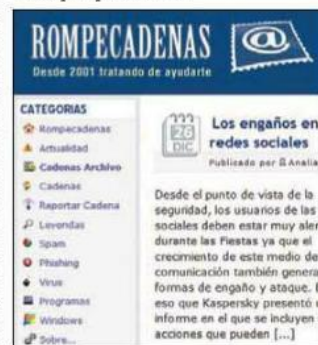 ROMPECADENAS
Desde 2001 tratando de ayudarte
CATEGORIAS
Rompecadenas
Actualidad
Cadenas Archivo
Cadenas
Reportar Cadena
Leyendas
Spam
Phishing
Virus
Programas
Windows
Sobre...
26
DIC
Los engaños en
redes sociales
Publicado por Analia
Desde el punto de vista de la
seguridad, los usuarios de las
sociales deben estar muy
durante las Fiestas ya que el
crecimiento de este medio de
comunicación también genera
formas de engaño y ataque.
eso que Kaspersky presentó
informe en el que se incluyen
acciones que pueden [...]